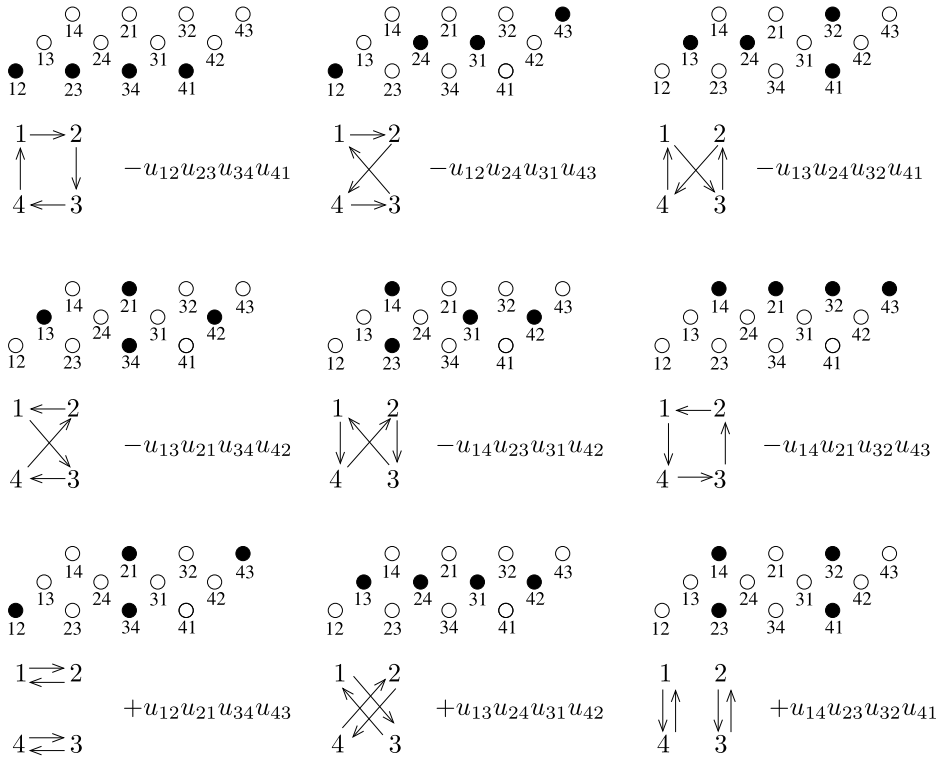 14 21 32 43
13 24 31 42
12 23 34 41
1 2
−u₁₂u₂₃u₃₄u₄₁
4 3
14 21 32 43
13 24 31 42
12 23 34 41
1 2
−u₁₂u₂₄u₃₁u₄₃
4 3
14 21 32 43
13 24 31 42
12 23 34 41
1 2
−u₁₃u₂₄u₃₂u₄₁
4 3
14 21 32 43
13 24 31 42
12 23 34 41
1 2
−u₁₃u₂₁u₃₄u₄₂
4 3
14 21 32 43
13 24 31 42
12 23 34 41
1 2
−u₁₄u₂₃u₃₁u₄₂
4 3
14 21 32 43
13 24 31 42
12 23 34 41
1 2
−u₁₄u₂₁u₃₂u₄₃
4 3
14 21 32 43
13 24 31 42
12 23 34 41
1 2
+u₁₂u₂₁u₃₄u₄₃
4 3
14 21 32 43
13 24 31 42
12 23 34 41
1 2
+u₁₃u₂₄u₃₁u₄₂
4 3
14 21 32 43
13 24 31 42
12 23 34 41
1 2
+u₁₄u₂₃u₃₂u₄₁
4 3